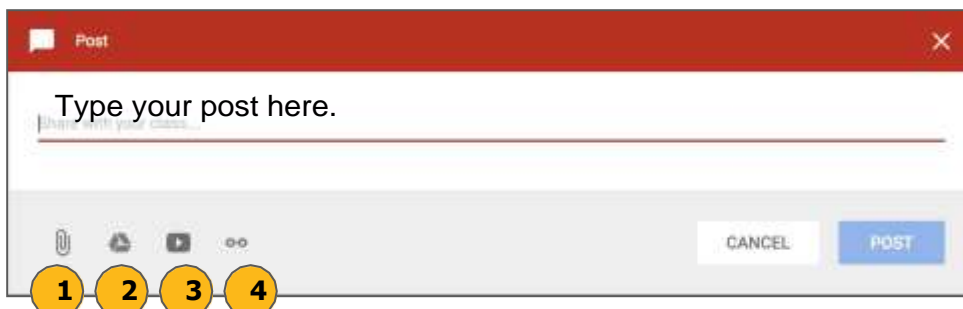 Post
Type your post here.
Share with your class...
CANCEL POST
1 2 3 4